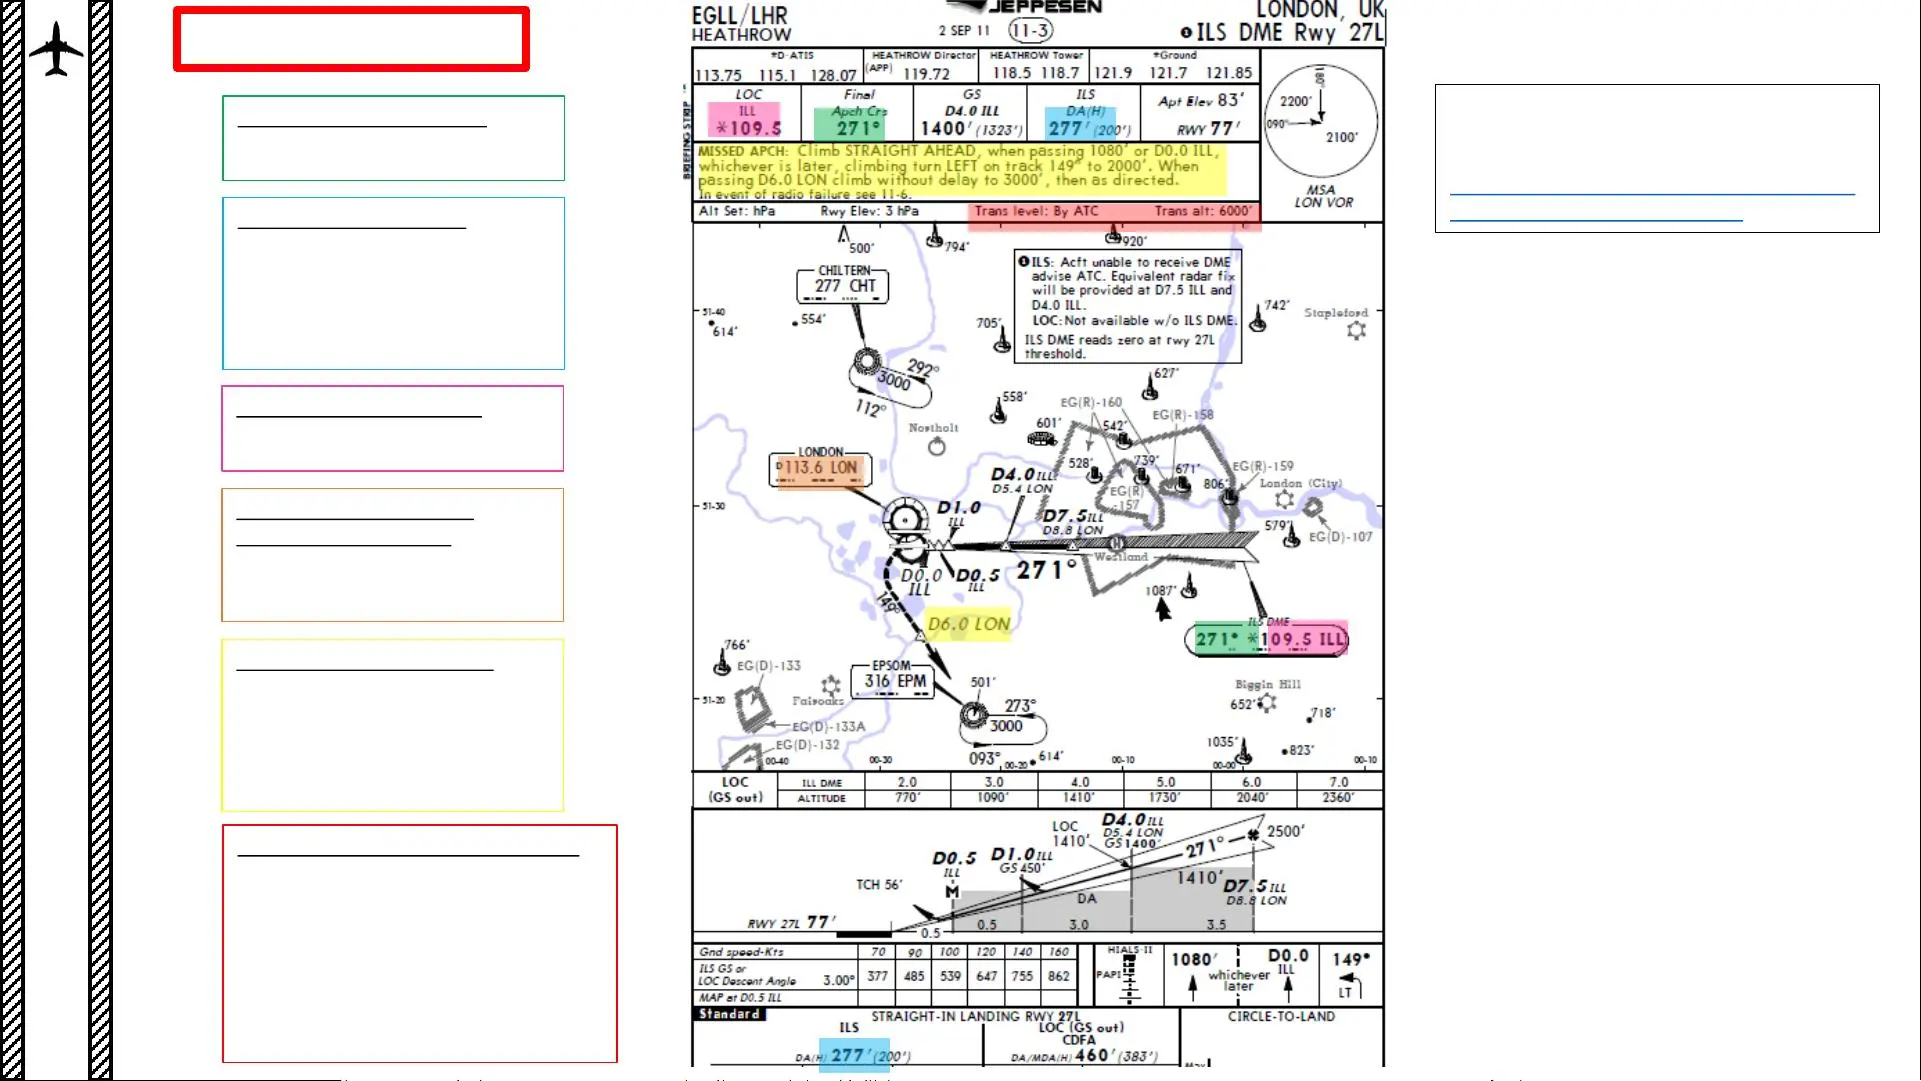 JEPPESEN
EGLL/LHR
HEATHROW
2 SEP 11
11-3
LONDON, UK
ILS DME Rwy 27L
BRIEFING STRIP
*D-ATIS
113.75 115.1 128.07
HEATHROW Director
(APP) 119.72
HEATHROW Tower
118.5 118.7
*Ground
121.9 121.7 121.85
LOC
ILL
*109.5
Final
Apch Crs
271°
GS
D4.0 ILL
1400' (1323')
ILS
DA(H)
277' (200')
Apt Elev 83'
RWY 77'
MISSED APCH: Climb STRAIGHT AHEAD, when passing 1080' or D0.0 ILL,
whichever is later, climbing turn LEFT on track 149° to 2000'. When
passing D6.0 LON climb without delay to 3000', then as directed.
In event of radio failure see 11-6.
Alt Set: hPa Rwy Elev: 3 hPa Trans level: By ATC Trans alt: 6000'
180°
2200'
090°
2100'
MSA
LON VOR
500'
794'
920'
CHILTERN
277 CHT
ILS: Acft unable to receive DME
advise ATC. Equivalent radar fix
will be provided at D7.5 ILL and
D4.0 ILL.
LOC: Not available w/o ILS DME.
ILS DME reads zero at rwy 27L
threshold.
51-40
614'
554'
705'
742'
Stapleford
292°
3000
112°
627'
558'
EG(R)-160
EG(R)-158
Northolt
601'
542'
LONDON
D 113.6 LON
D4.0 ILL
D5.4 LON
528'
739'
671'
806'
EG(R)-159
London (City)
EG(R)
-157
51-30
D1.0
ILL
D7.5 ILL
D8.8 LON
579'
EG(D)-107
Westland
D0.0
ILL
D0.5
ILL
271°
149°
1087'
D6.0 LON
ILS DME
271° *109.5 ILL
766'
EG(D)-133
EPSOM
316 EPM
501'
Biggin Hill
652'
718'
Fairoaks
51-20
273°
3000
EG(D)-133A
EG(D)-132
093°
614'
1035'
823'
00-40
00-30
00-20
00-10
00-00
00-10
LOC
(GS out)
ILL DME 2.0 3.0 4.0 5.0 6.0 7.0
ALTITUDE 770' 1090' 1410' 1730' 2040' 2360'
D4.0 ILL
D5.4 LON
GS 1400'
LOC
1410'
271°
2500'
D0.5
ILL
D1.0 ILL
GS 450'
1410'
D7.5 ILL
D8.8 LON
TCH 56'
M
DA
RWY 27L 77'
0.5
0.5
3.0
3.5
Gnd speed-Kts 70 90 100 120 140 160
ILS GS or
LOC Descent Angle 3.00° 377 485 539 647 755 862
MAP at D0.5 ILL
HIALS-II
PAPI
1080'
whichever
later
D0.0
ILL
149°
LT
Standard
STRAIGHT-IN LANDING RWY 27L
CIRCLE-TO-LAND
ILS
LOC (GS out)
CDFA
DA(H) 277' (200')
DA/MDA(H) 460' (383')